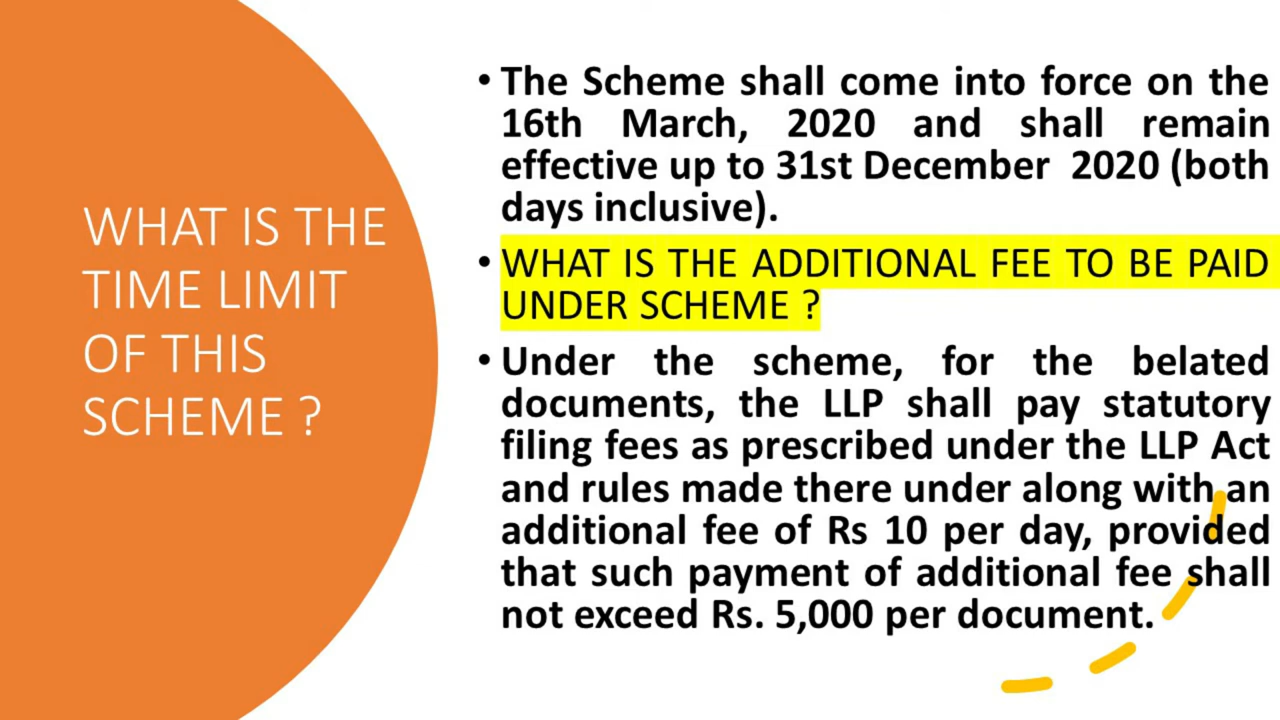 WHAT IS THE
TIME LIMIT
OF THIS
SCHEME ?
• The Scheme shall come into force on the
16th March, 2020 and shall remain
effective up to 31st December 2020 (both
days inclusive).
• WHAT IS THE ADDITIONAL FEE TO BE PAID
UNDER SCHEME ?
• Under the scheme, for the belated
documents, the LLP shall pay statutory
filing fees as prescribed under the LLP Act
and rules made there under along with an
additional fee of Rs 10 per day, provided
that such payment of additional fee shall
not exceed Rs. 5,000 per document.